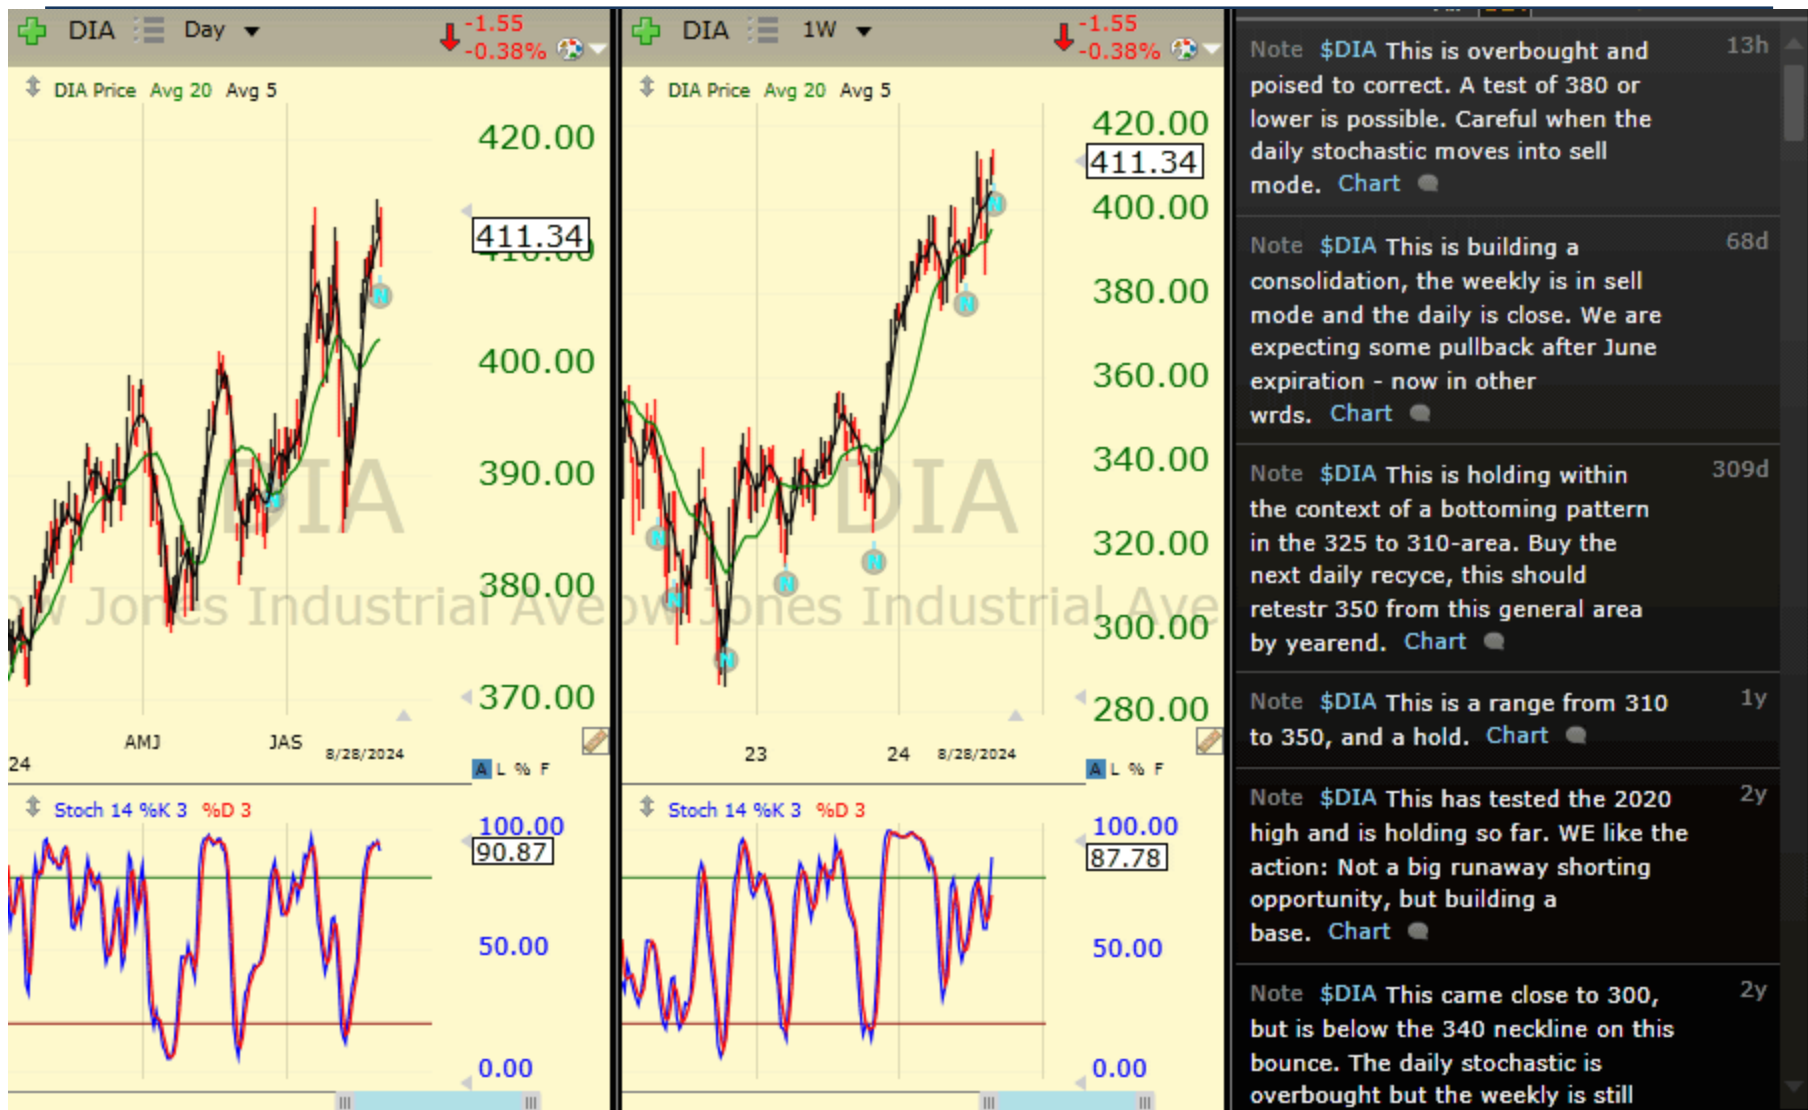 DIA Day
-1.55
-0.38%
DIA Price Avg 20 Avg 5
420.00
411.34
410.00
400.00
390.00
380.00
370.00
DIA
Jones Industrial Ave
N
N
AMJ JAS
8/28/2024
24
A L % F
Stoch 14 %K 3 %D 3
100.00
90.87
50.00
0.00
DIA 1W
-1.55
-0.38%
DIA Price Avg 20 Avg 5
420.00
411.34
400.00
380.00
360.00
340.00
320.00
300.00
280.00
DIA
Jones Industrial Ave
N
N
N
N
N
N
N
23 24 8/28/2024
A L % F
Stoch 14 %K 3 %D 3
100.00
87.78
50.00
0.00
Note $DIA This is overbought and 13h
poised to correct. A test of 380 or
lower is possible. Careful when the
daily stochastic moves into sell
mode. Chart
Note $DIA This is building a 68d
consolidation, the weekly is in sell
mode and the daily is close. We are
expecting some pullback after June
expiration - now in other
wrds. Chart
Note $DIA This is holding within 309d
the context of a bottoming pattern
in the 325 to 310-area. Buy the
next daily recyce, this should
retestr 350 from this general area
by yearend. Chart
Note $DIA This is a range from 310 1y
to 350, and a hold. Chart
Note $DIA This has tested the 2020 2y
high and is holding so far. WE like the
action: Not a big runaway shorting
opportunity, but building a
base. Chart
Note $DIA This came close to 300, 2y
but is below the 340 neckline on this
bounce. The daily stochastic is
overbought but the weekly is still